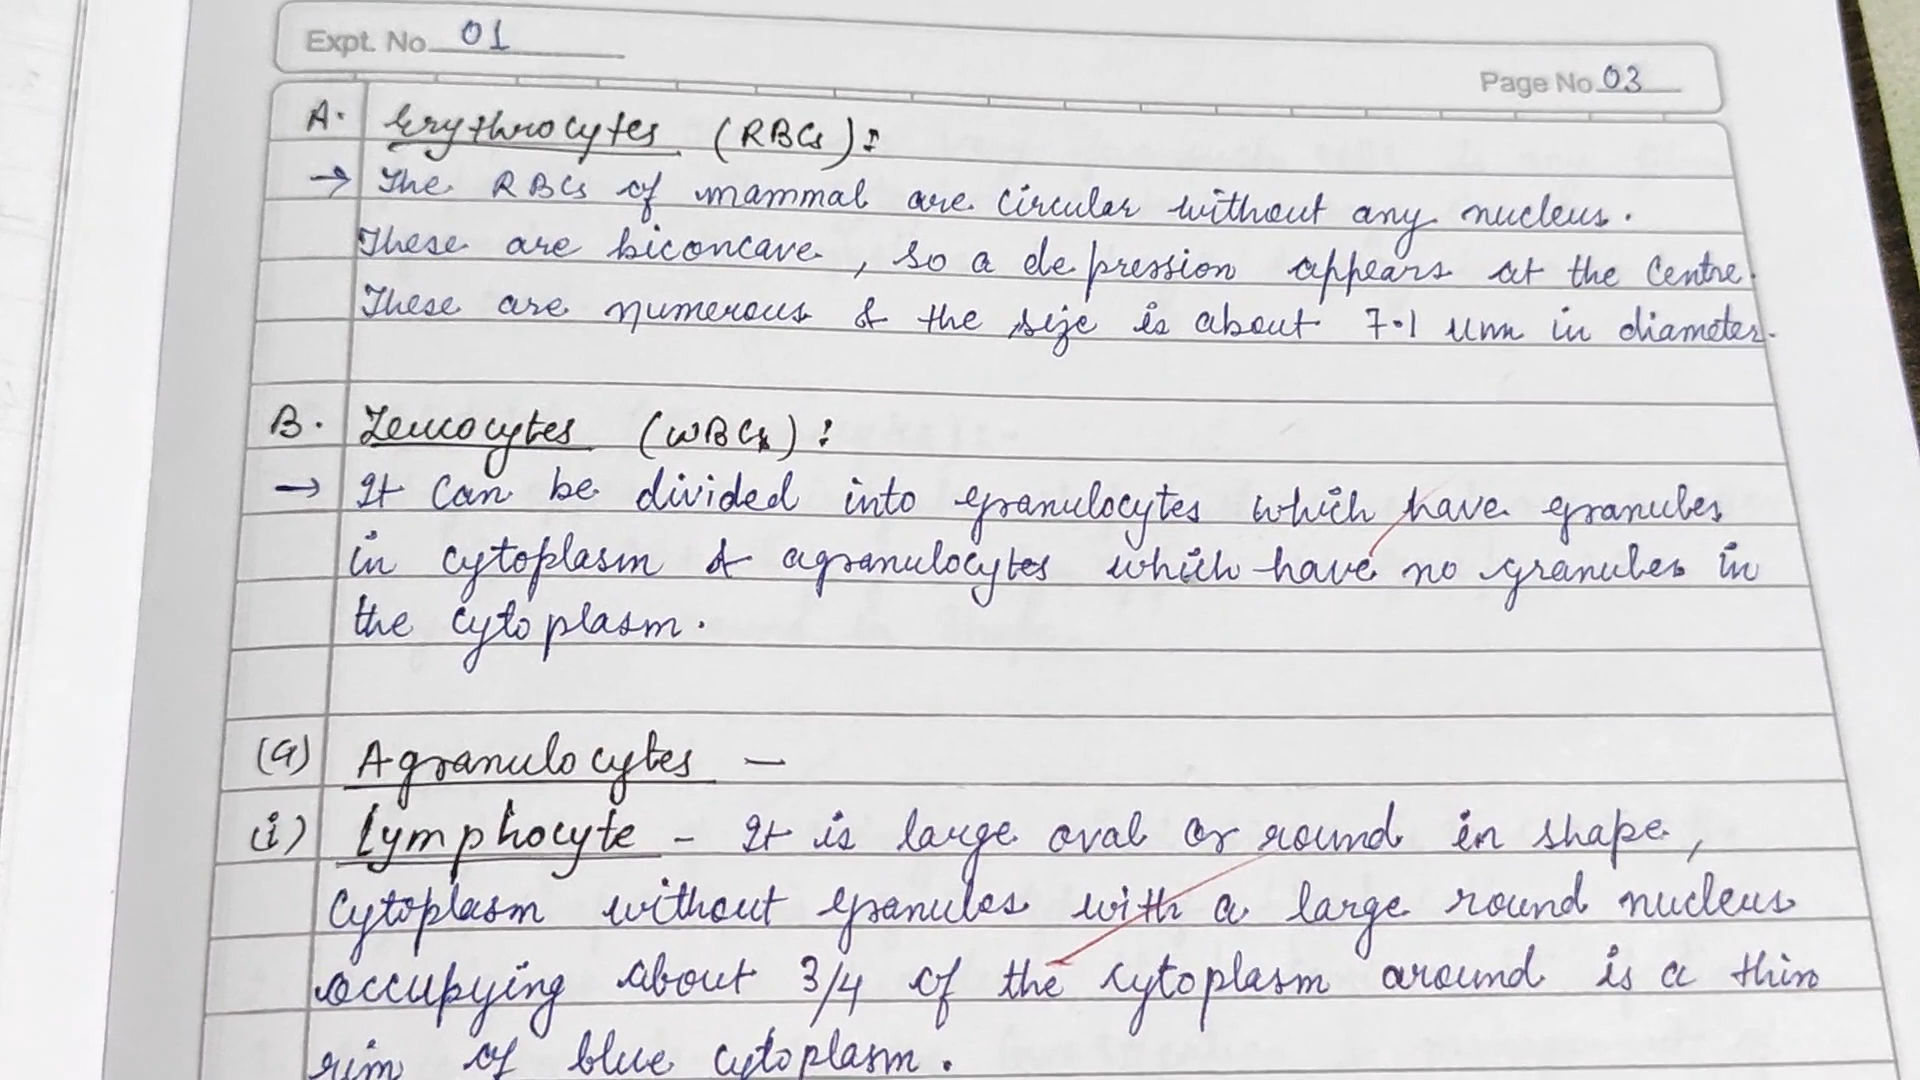 Expt. No. 01
Page No. 03
A. Erythrocytes (RBCs):
→ The RBCs of mammal are circular without any nucleus.
These are biconcave, so a depression appears at the centre.
These are numerous & the size is about 7.1 um in diameter.
B. Leucocytes (WBCs):
→ It can be divided into granulocytes which have granules
in cytoplasm & agranulocytes which have no granules in
the cytoplasm.
(a) Agranulocytes -
(i) Lymphocyte - It is large oval or round in shape,
cytoplasm without granules with a large round nucleus
occupying about 3/4 of the cytoplasm around is a thin
rim of blue cytoplasm.